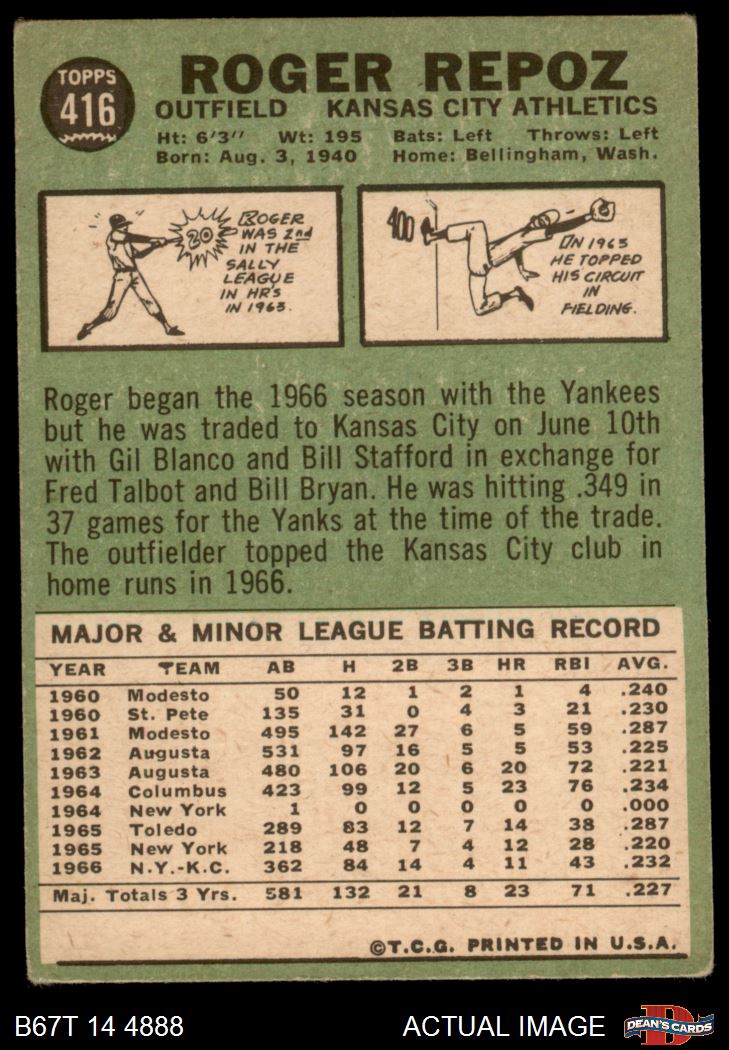 TOPPS
416
ROGER REPOZ
OUTFIELD KANSAS CITY ATHLETICS
Ht: 6'3" Wt: 195 Bats: Left Throws: Left
Born: Aug. 3, 1940 Home: Bellingham, Wash.
20
ROGER
WAS 2nd
IN THE
SALLY
LEAGUE
IN HR'S
IN 1963.
400
IN 1965
HE TOPPED
HIS CIRCUIT
IN
FIELDING.
Roger began the 1966 season with the Yankees
but he was traded to Kansas City on June 10th
with Gil Blanco and Bill Stafford in exchange for
Fred Talbot and Bill Bryan. He was hitting .349 in
37 games for the Yanks at the time of the trade.
The outfielder topped the Kansas City club in
home runs in 1966.
MAJOR & MINOR LEAGUE BATTING RECORD
YEAR TEAM AB H 2B 3B HR RBI AVG.
1960 Modesto 50 12 1 2 1 4 .240
1960 St. Pete 135 31 0 4 3 21 .230
1961 Modesto 495 142 27 6 5 59 .287
1962 Augusta 531 97 16 5 5 53 .225
1963 Augusta 480 106 20 6 20 72 .221
1964 Columbus 423 99 12 5 23 76 .234
1964 New York 1 0 0 0 0 0 .000
1965 Toledo 289 83 12 7 14 38 .287
1965 New York 218 48 7 4 12 28 .220
1966 N.Y.-K.C. 362 84 14 4 11 43 .232
Maj. Totals 3 Yrs. 581 132 21 8 23 71 .227
©T.C.G. PRINTED IN U.S.A.
B67T 14 4888 ACTUAL IMAGE
D
DEAN'S CARDS